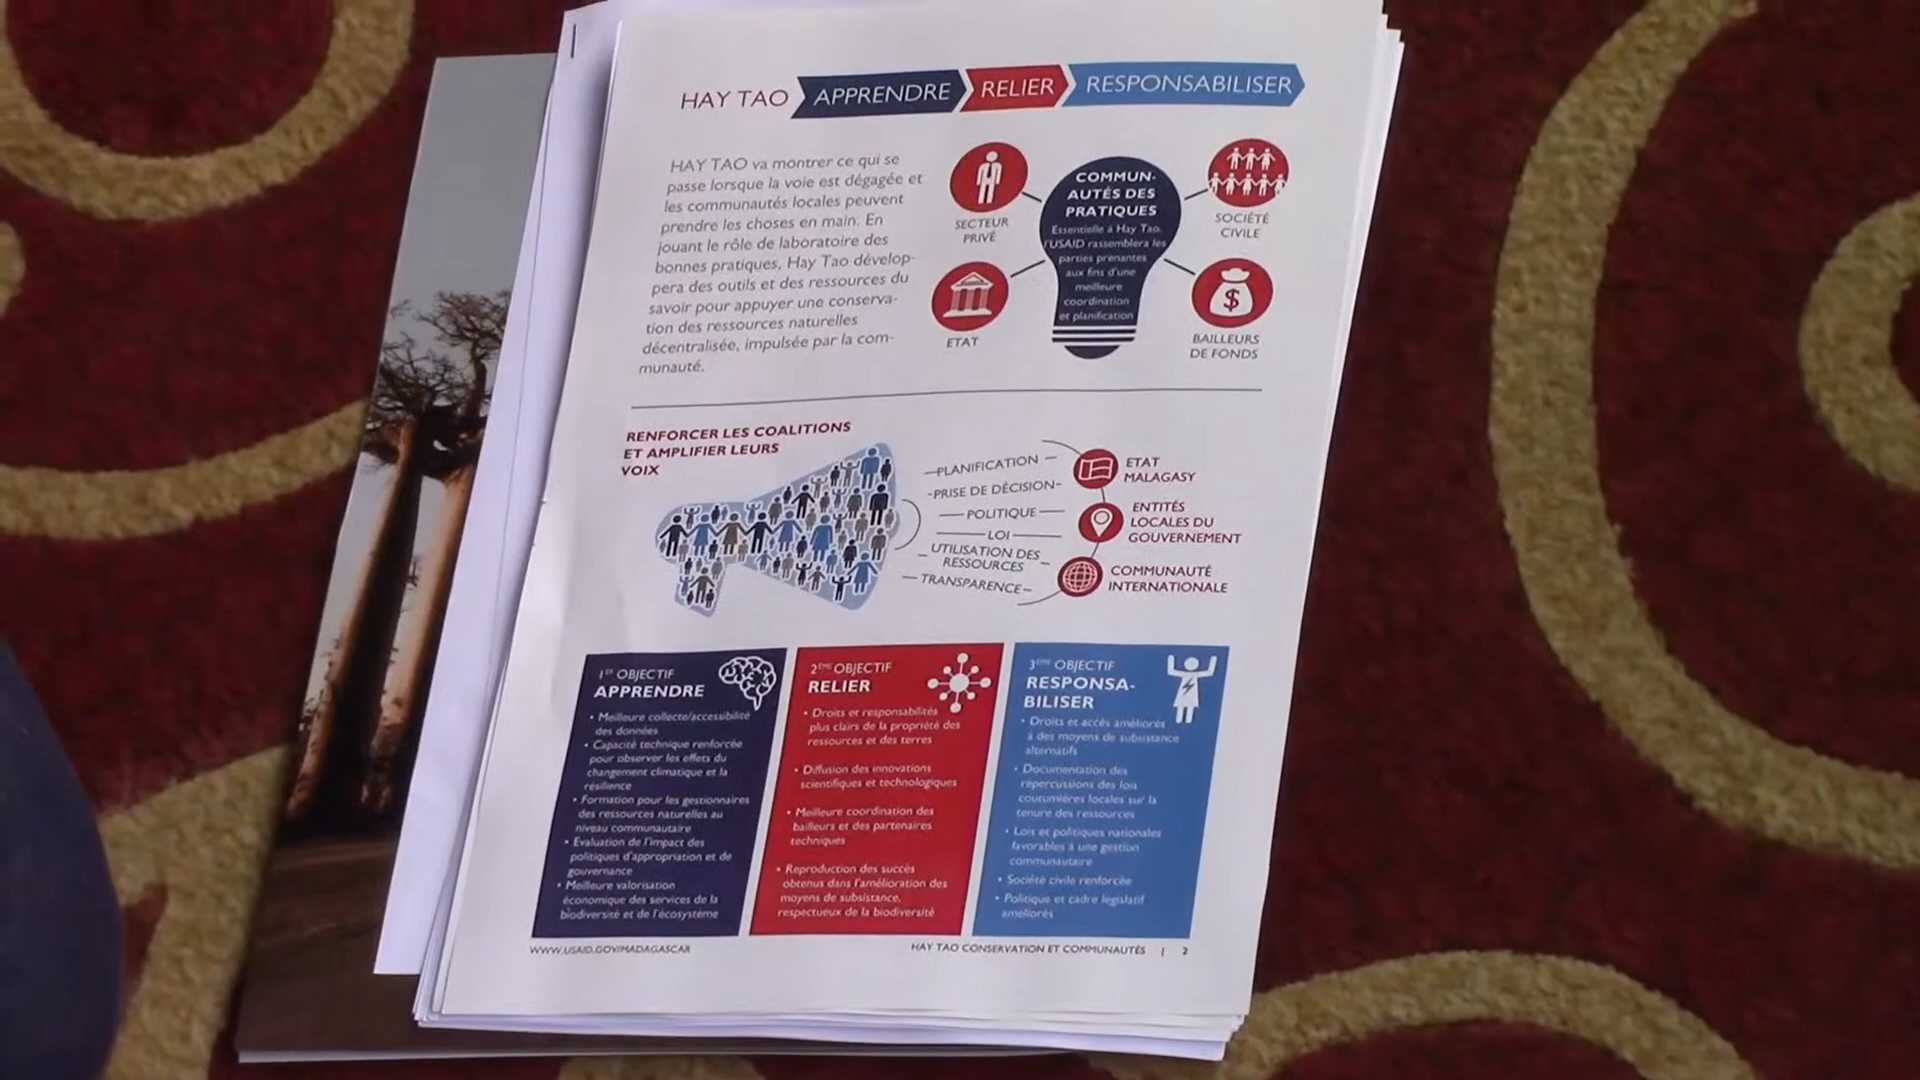 HAY TAO APPRENDRE RELIER RESPONSABILISER
HAY TAO va montrer ce qui se
passe lorsque la voie est dégagée et
les communautés locales peuvent
prendre les choses en main. En
jouant le rôle de laboratoire des
bonnes pratiques, Hay Tao dévelop-
pera des outils et des ressources du
savoir pour appuyer une conserva-
tion des ressources naturelles
décentralisée, impulsée par la com-
munauté.
SECTEUR
PRIVÉ
ETAT
COMMUN-
AUTÉS DES
PRATIQUES
Essentielle à Hay Tao,
l'USAID rassemblera les
parties prenantes
aux fins d'une
meilleure
coordination
et planification
SOCIÉTÉ
CIVILE
$
BAILLEURS
DE FONDS
RENFORCER LES COALITIONS
ET AMPLIFIER LEURS
VOIX
PLANIFICATION
PRISE DE DÉCISION
POLITIQUE
LOI
UTILISATION DES
RESSOURCES
TRANSPARENCE
ETAT
MALAGASY
ENTITÉS
LOCALES DU
GOUVERNEMENT
COMMUNAUTÉ
INTERNATIONALE
1ER OBJECTIF
APPRENDRE
• Meilleure collecte/accessibilité
des données
• Capacité technique renforcée
pour observer les effets du
changement climatique et la
résilience
• Formation pour les gestionnaires
des ressources naturelles au
niveau communautaire
• Evaluation de l'impact des
politiques d'appropriation et de
gouvernance
• Meilleure valorisation
économique des services de la
biodiversité et de l'écosystème
2ÈME OBJECTIF
RELIER
• Droits et responsabilités
plus clairs de la propriété des
ressources et des terres
• Diffusion des innovations
scientifiques et technologiques
• Meilleure coordination des
bailleurs et des partenaires
techniques
• Reproduction des succès
obtenus dans l'amélioration des
moyens de subsistance,
respectueux de la biodiversité
3ÈME OBJECTIF
RESPONSA-
BILISER
• Droits et accès améliorés
à des moyens de subsistance
alternatifs
• Documentation des
répercussions des lois
coutumières locales sur la
tenure des ressources
• Lois et politiques nationales
favorables à une gestion
communautaire
• Société civile renforcée
• Politique et cadre législatif
améliorés
WWW.USAID.GOV/MADAGASCAR
HAY TAO CONSERVATION ET COMMUNAUTÉS | 2